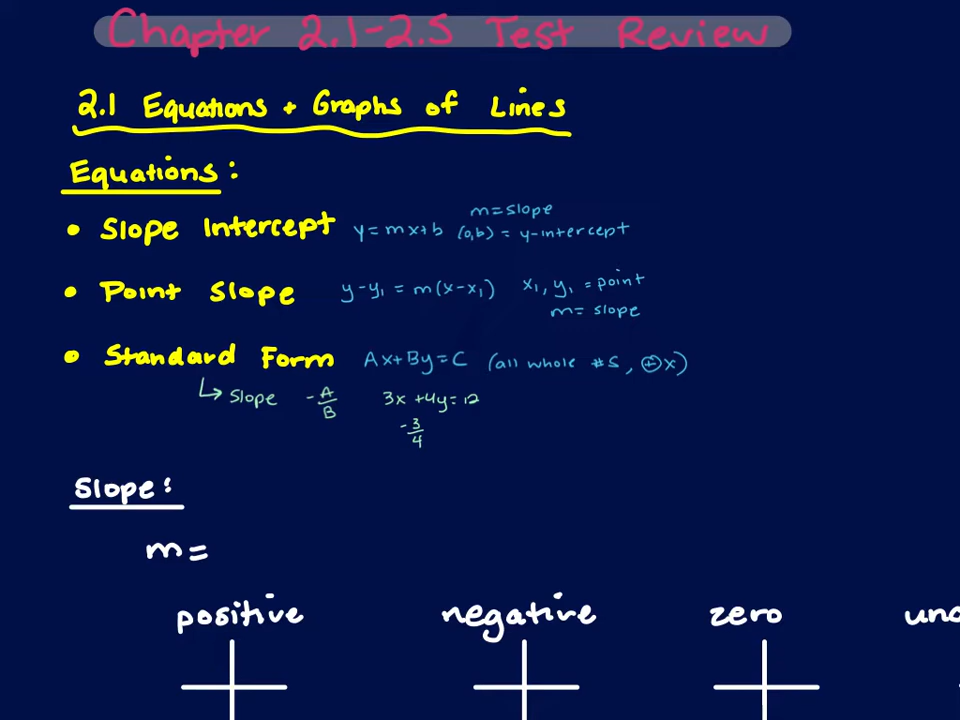 Chapter 2.1-2.5 Test Review
2.1 Equations + Graphs of Lines
Equations:
• Slope Intercept y=mx+b (0,b) = y-intercept
m=slope
• Point Slope y-y₁ = m(x-x₁) x₁, y₁ = point
m= slope
• Standard Form Ax+By=C (all whole #s, ⊕x)
↳ Slope -A/B 3x +4y=12
-3/4
Slope:
m=
positive negative zero und